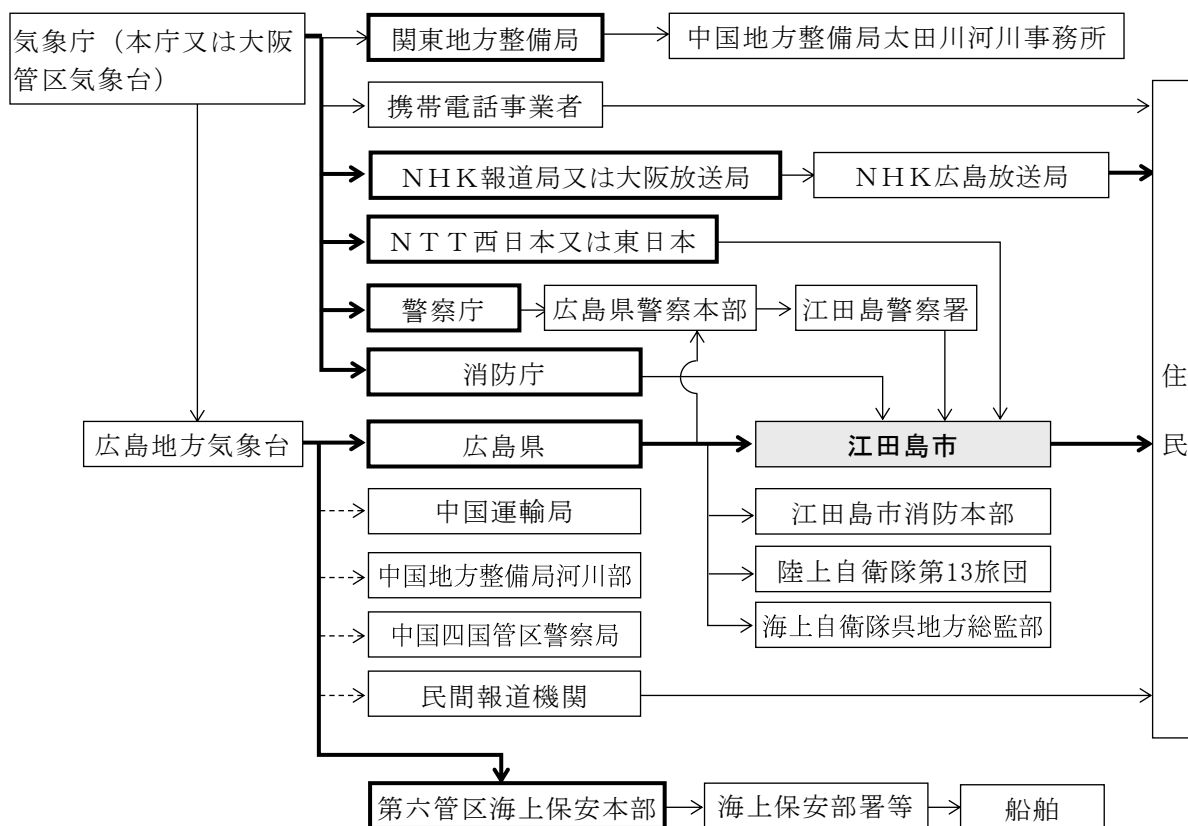 気象庁（本庁又は大阪
管区気象台）
関東地方整備局
中国地方整備局太田川河川事務所
携帯電話事業者
ＮＨＫ報道局又は大阪放送局
ＮＨＫ広島放送局
ＮＴＴ西日本又は東日本
警察庁
広島県警察本部
江田島警察署
消防庁
住
民
広島地方気象台
広島県
江田島市
中国運輸局
江田島市消防本部
中国地方整備局河川部
陸上自衛隊第13旅団
中国四国管区警察局
海上自衛隊呉地方総監部
民間報道機関
第六管区海上保安本部
海上保安部署等
船舶